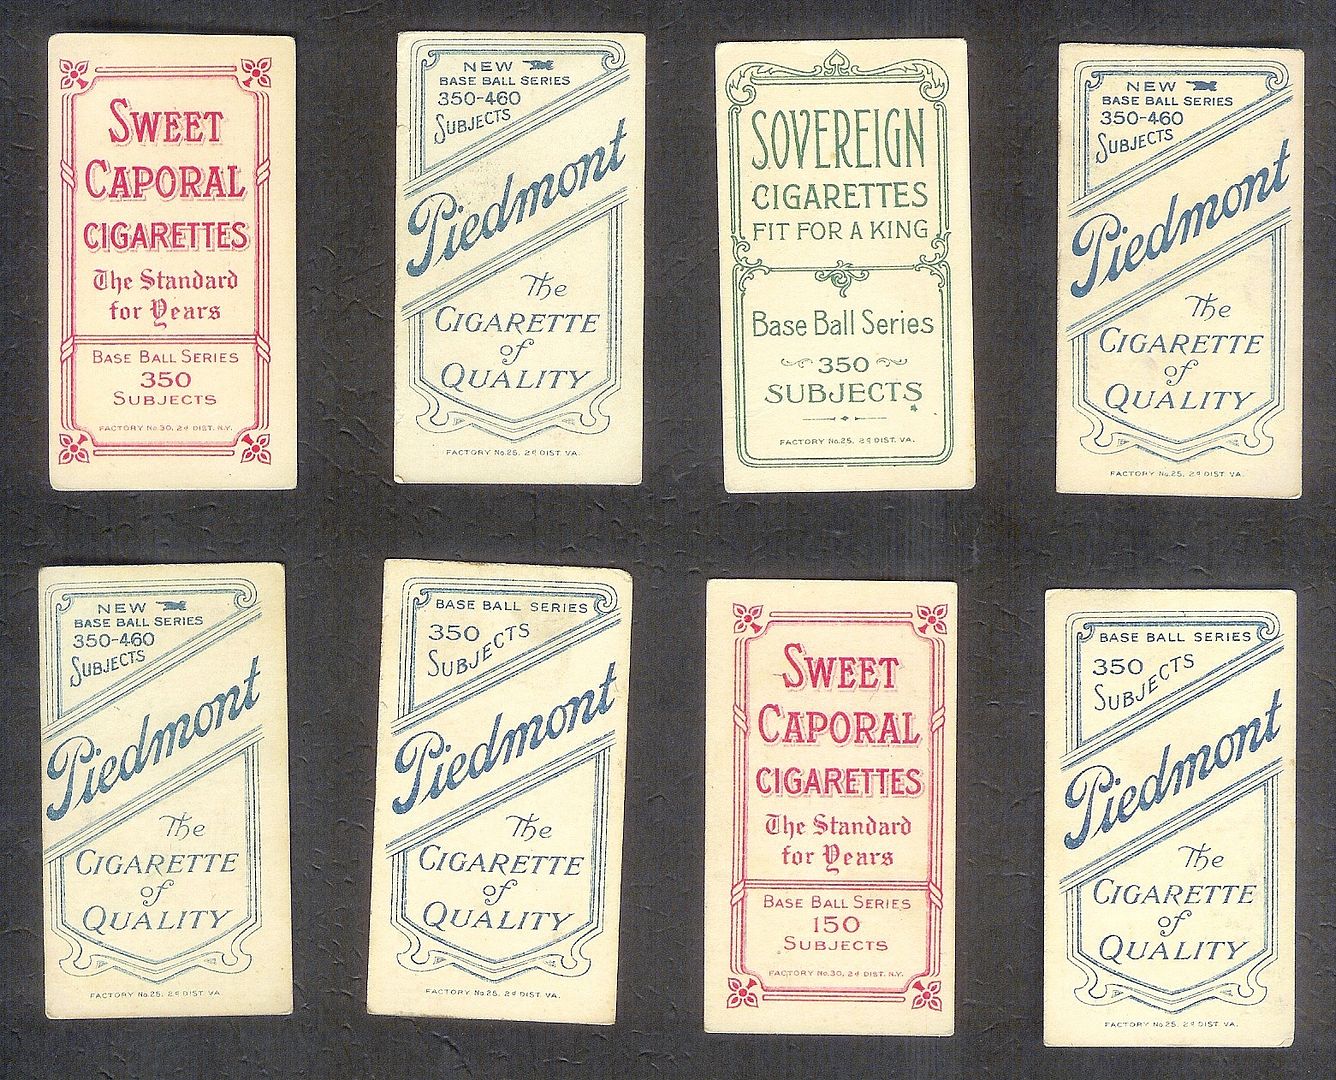 SWEET
CAPORAL
CIGARETTES
The Standard
for Years
BASE BALL SERIES
350
SUBJECTS
FACTORY No. 30, 2d DIST. N.Y.
NEW
BASE BALL SERIES
350-460
SUBJECTS
Piedmont
The
CIGARETTE
of
QUALITY
FACTORY No. 25. 2d DIST. VA.
SOVEREIGN
CIGARETTES
FIT FOR A KING
Base Ball Series
350
SUBJECTS
FACTORY No. 25. 2d DIST. VA.
NEW
BASE BALL SERIES
350-460
SUBJECTS
Piedmont
The
CIGARETTE
of
QUALITY
FACTORY No. 25. 2d DIST. VA.
NEW
BASE BALL SERIES
350-460
SUBJECTS
Piedmont
The
CIGARETTE
of
QUALITY
FACTORY No. 25. 2d DIST. VA.
BASE BALL SERIES
350
SUBJECTS
Piedmont
The
CIGARETTE
of
QUALITY
FACTORY No. 25. 2d DIST. VA.
SWEET
CAPORAL
CIGARETTES
The Standard
for Years
BASE BALL SERIES
150
SUBJECTS
FACTORY No. 30, 2d DIST. N.Y.
BASE BALL SERIES
350
SUBJECTS
Piedmont
The
CIGARETTE
of
QUALITY
FACTORY No. 25. 2d DIST. VA.